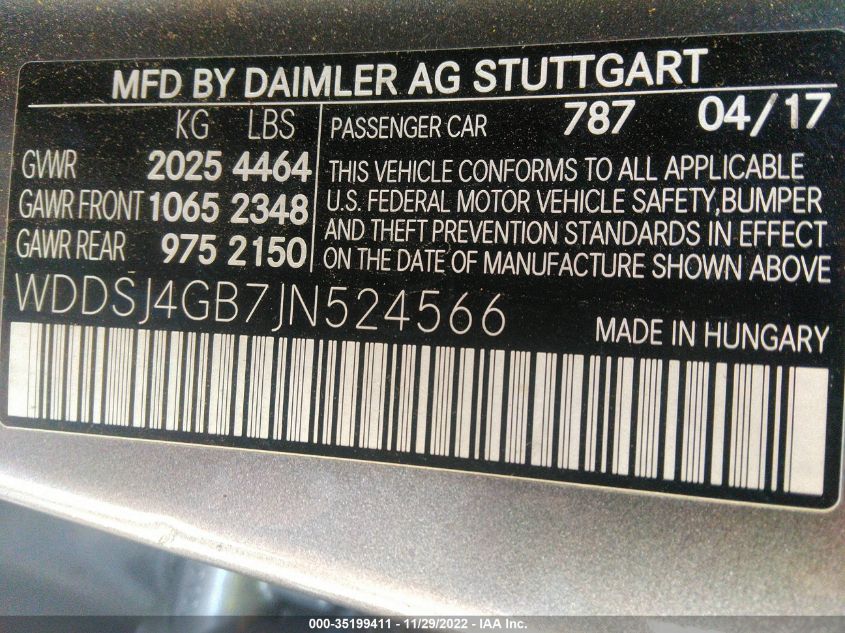 MFD BY DAIMLER AG STUTTGART
KG LBS
GVWR 2025 4464
GAWR FRONT 1065 2348
GAWR REAR 975 2150
PASSENGER CAR 787 04/17
THIS VEHICLE CONFORMS TO ALL APPLICABLE
U.S. FEDERAL MOTOR VEHICLE SAFETY, BUMPER
AND THEFT PREVENTION STANDARDS IN EFFECT
ON THE DATE OF MANUFACTURE SHOWN ABOVE
WDDSJ4GB7JN524566
MADE IN HUNGARY
000-35199411 - 11/29/2022 - IAA Inc.